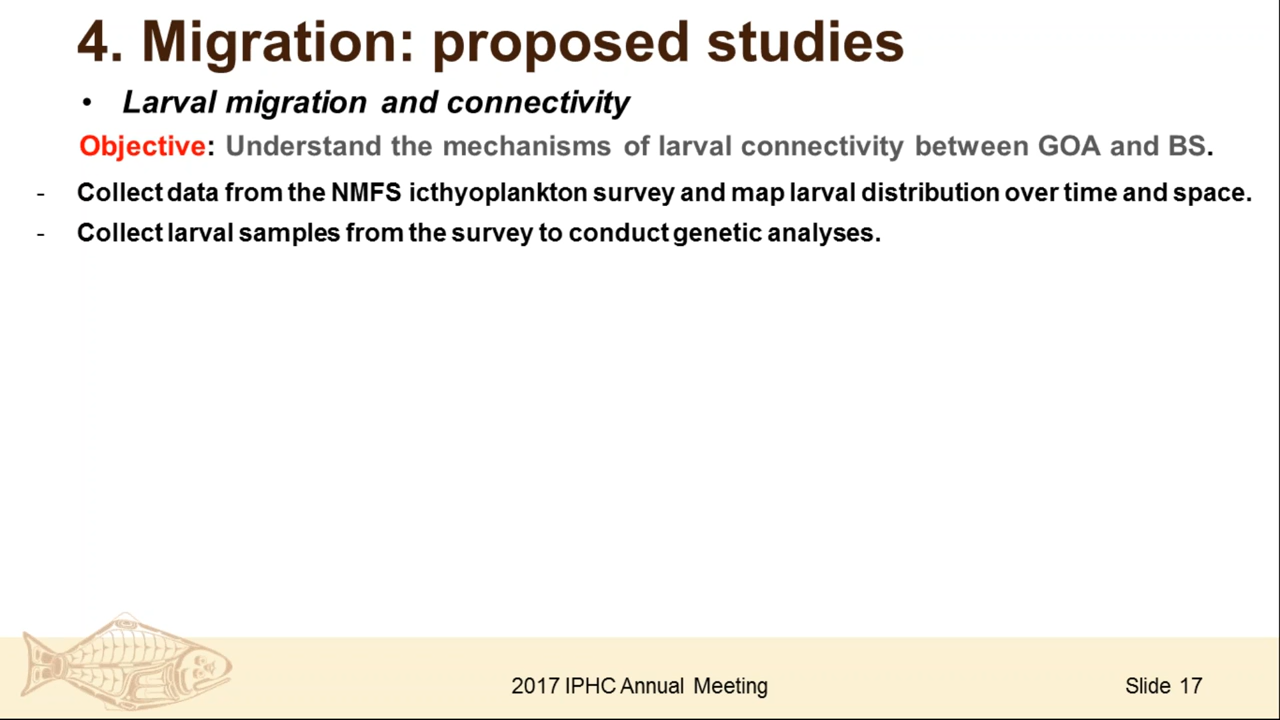 4. Migration: proposed studies
• Larval migration and connectivity
Objective: Understand the mechanisms of larval connectivity between GOA and BS.
- Collect data from the NMFS icthyoplankton survey and map larval distribution over time and space.
- Collect larval samples from the survey to conduct genetic analyses.
2017 IPHC Annual Meeting
Slide 17